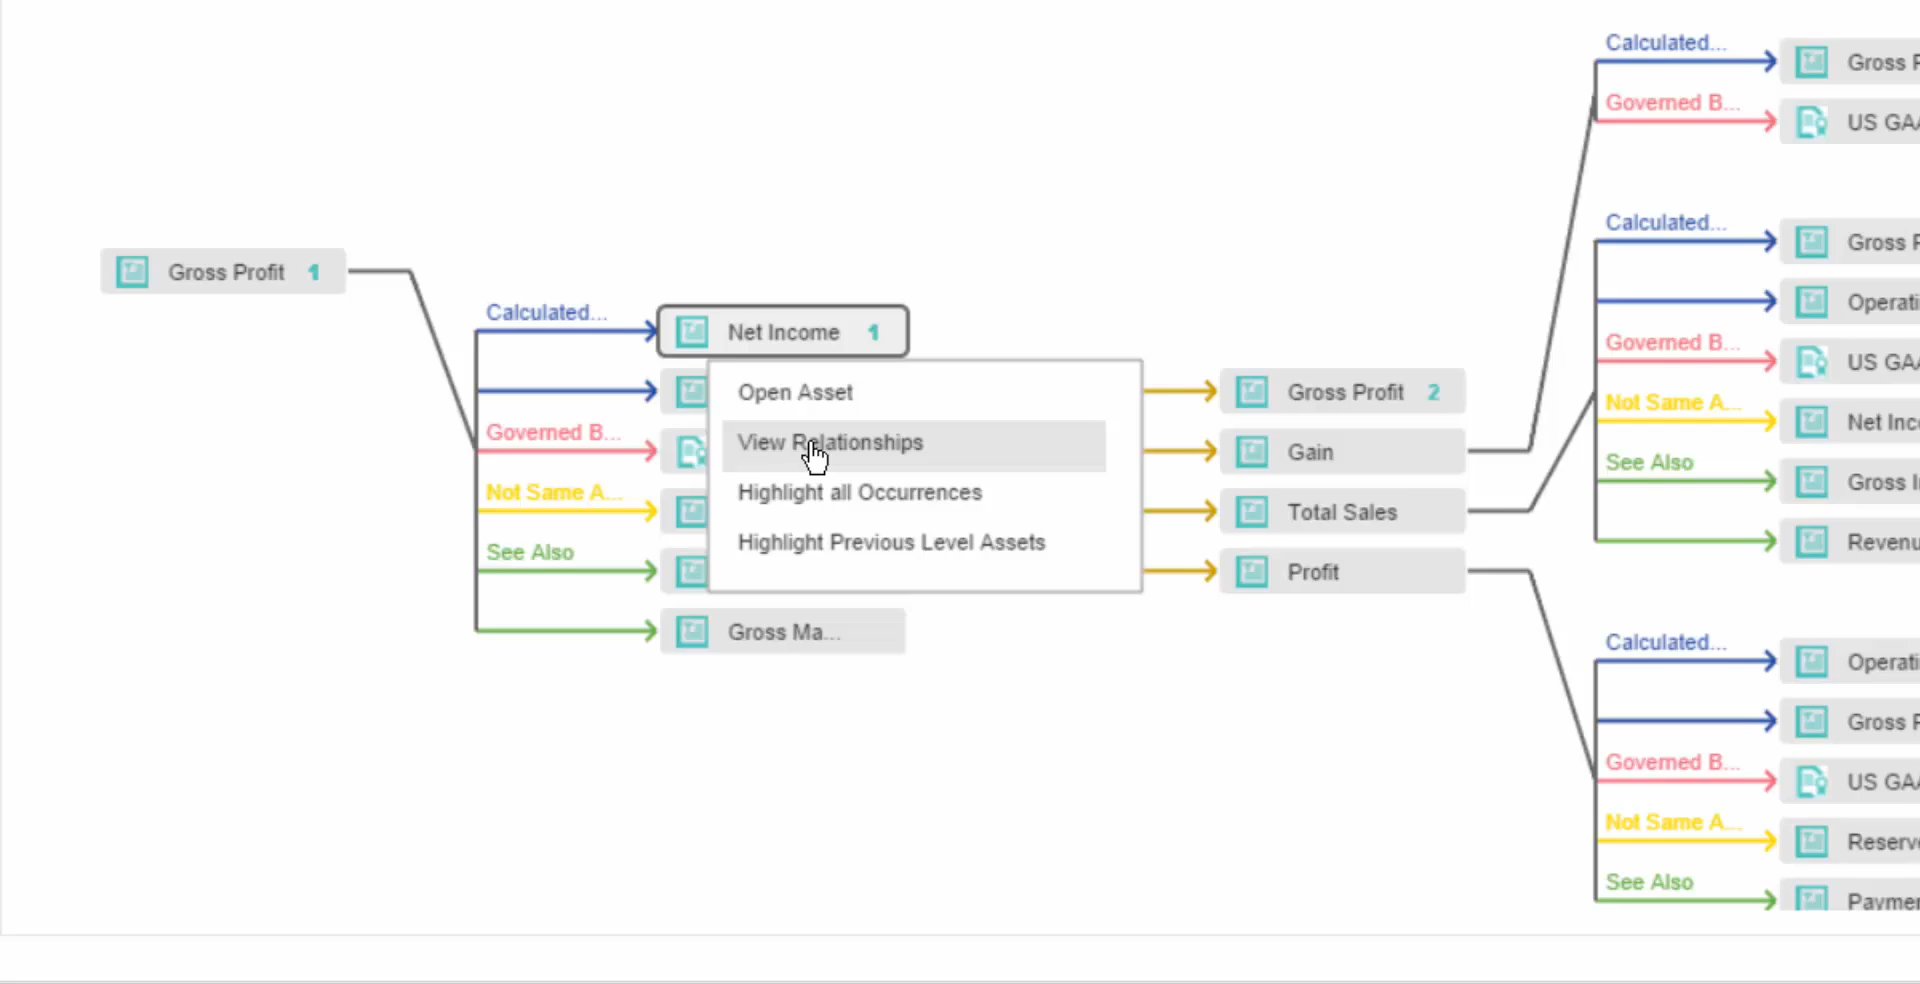 Gross Profit 1
Calculated...
Net Income 1
Governed B...
Not Same A...
See Also
Gross Ma...
Open Asset
View Relationships
Highlight all Occurrences
Highlight Previous Level Assets
Gross Profit 2
Gain
Total Sales
Profit
Calculated...
Gross P
Governed B...
US GAA
Calculated...
Gross P
Operati
Governed B...
US GAA
Not Same A...
Net Inc
See Also
Gross I
Revenu
Calculated...
Operati
Gross P
Governed B...
US GAA
Not Same A...
Reserv
See Also
Paymer